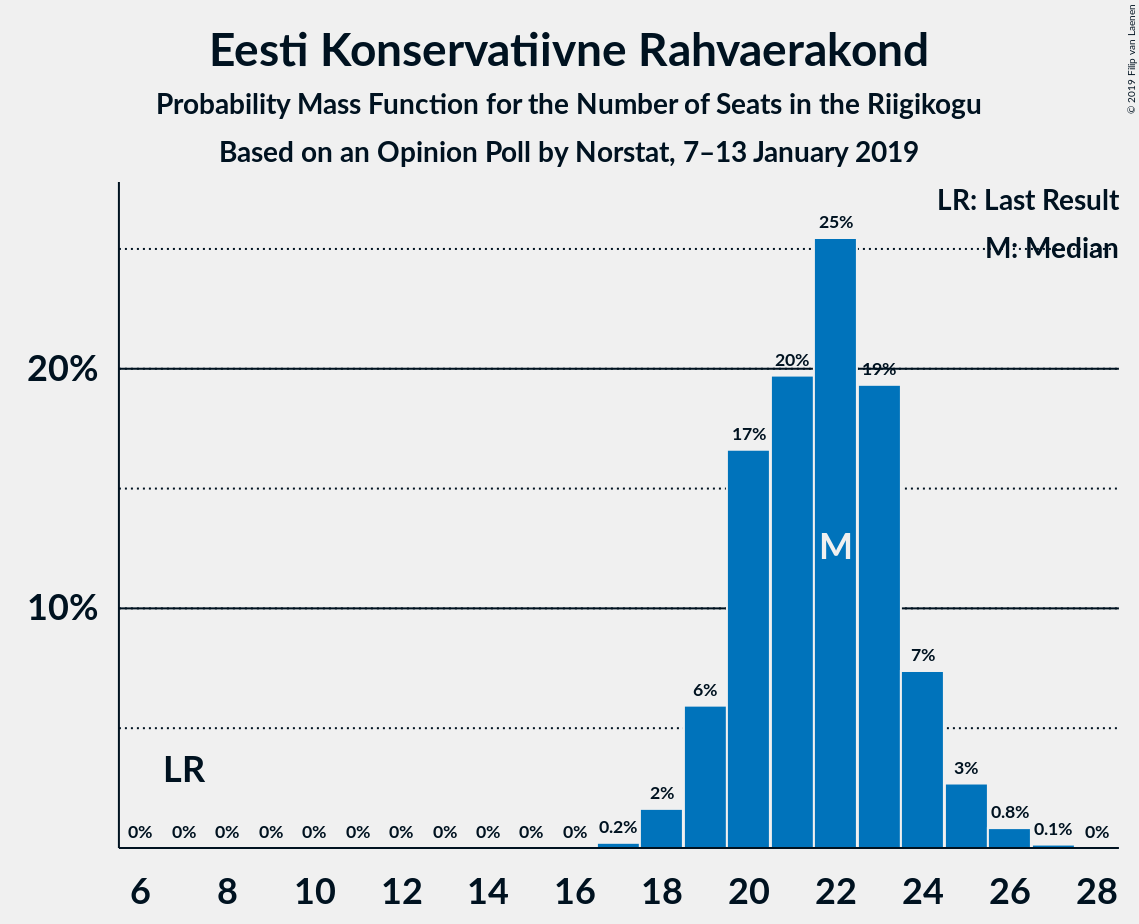 Eesti Konservatiivne Rahvaerakond
Probability Mass Function for the Number of Seats in the Riigikogu
Based on an Opinion Poll by Norstat, 7–13 January 2019
© 2019 Filip van Laenen
LR: Last Result
M: Median
25%
20%
20%
19%
17%
M
10%
7%
6%
LR
3%
2%
0% 0% 0% 0% 0% 0% 0% 0% 0% 0% 0% 0.2% 0.8% 0.1% 0%
6 8 10 12 14 16 18 20 22 24 26 28